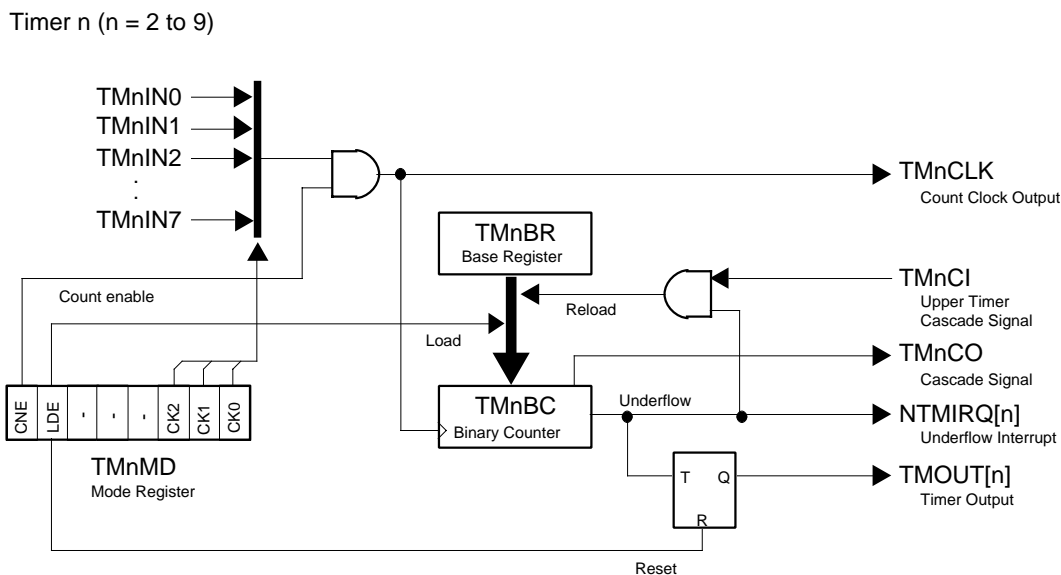 Timer n (n = 2 to 9)
TMnIN0
TMnIN1
TMnIN2
.
.
TMnIN7
TMnCLK
Count Clock Output
TMnBR
Base Register
Count enable
Load
Reload
TMnCI
Upper Timer
Cascade Signal
TMnCO
Cascade Signal
CNE
LDE
-
-
-
CK2
CK1
CK0
TMnMD
Mode Register
TMnBC
Binary Counter
Underflow
NTMIRQ[n]
Underflow Interrupt
T Q
R
TMOUT[n]
Timer Output
Reset